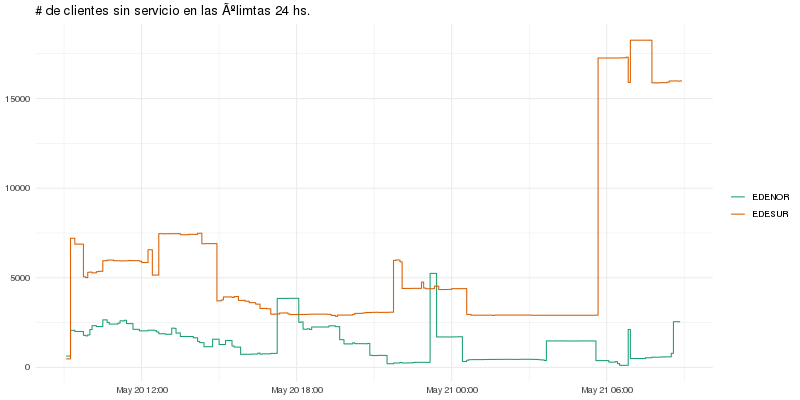 # de clientes sin servicio en las Ãºlimtas 24 hs.
15000
10000
5000
0
May 20 12:00 May 20 18:00 May 21 00:00 May 21 06:00
EDENOR
EDESUR